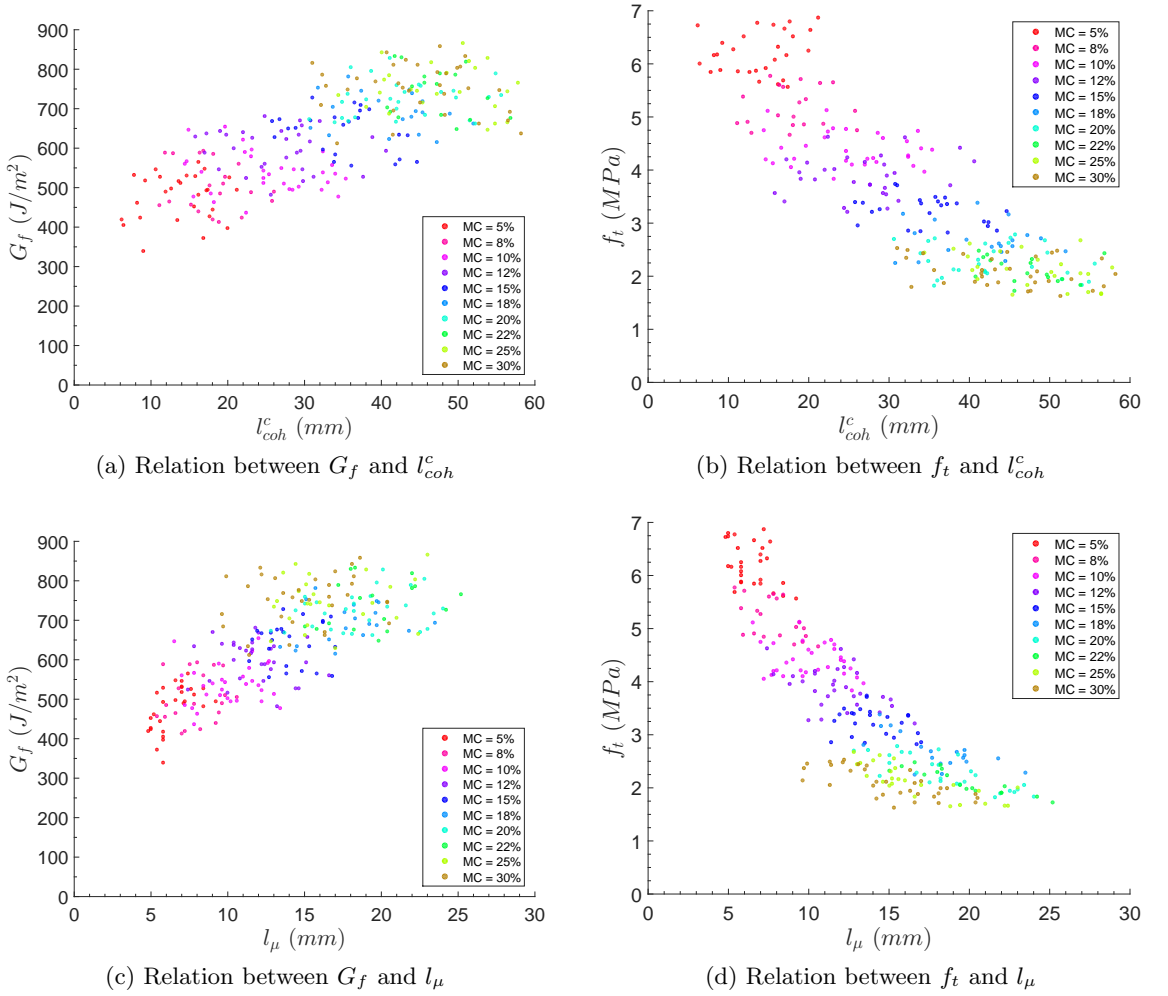 900
800
700
600
500
400
300
200
100
0
G_f (J/m^2)
MC = 5%
MC = 8%
MC = 10%
MC = 12%
MC = 15%
MC = 18%
MC = 20%
MC = 22%
MC = 25%
MC = 30%
0 10 20 30 40 50 60
l^c_{coh} (mm)
(a) Relation between G_f and l^c_{coh}
7
6
5
4
3
2
1
0
f_t (MPa)
MC = 5%
MC = 8%
MC = 10%
MC = 12%
MC = 15%
MC = 18%
MC = 20%
MC = 22%
MC = 25%
MC = 30%
0 10 20 30 40 50 60
l^c_{coh} (mm)
(b) Relation between f_t and l^c_{coh}
900
800
700
600
500
400
300
200
100
0
G_f (J/m^2)
MC = 5%
MC = 8%
MC = 10%
MC = 12%
MC = 15%
MC = 18%
MC = 20%
MC = 22%
MC = 25%
MC = 30%
0 5 10 15 20 25 30
l_μ (mm)
(c) Relation between G_f and l_μ
7
6
5
4
3
2
1
0
f_t (MPa)
MC = 5%
MC = 8%
MC = 10%
MC = 12%
MC = 15%
MC = 18%
MC = 20%
MC = 22%
MC = 25%
MC = 30%
0 5 10 15 20 25 30
l_μ (mm)
(d) Relation between f_t and l_μ